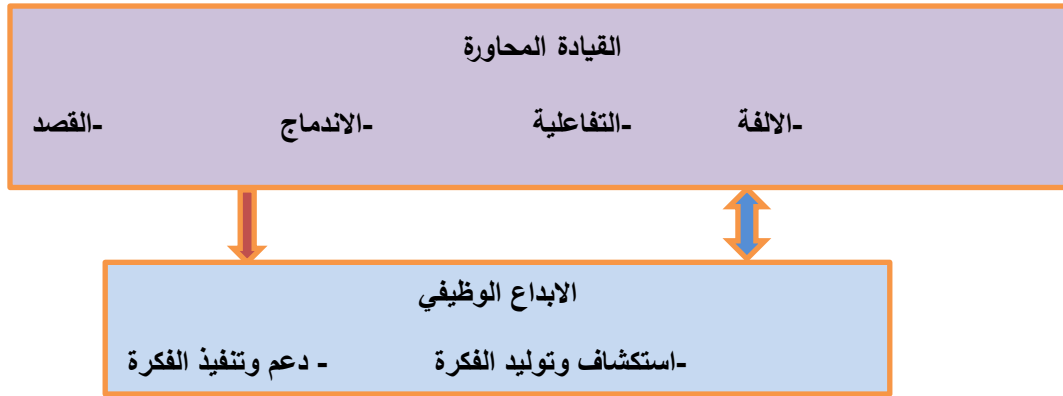 القيادة المحاورة
-الالفة -التفاعلية -الاندماج -القصد
الابداع الوظيفي
-استكشاف وتوليد الفكرة - دعم وتنفيذ الفكرة